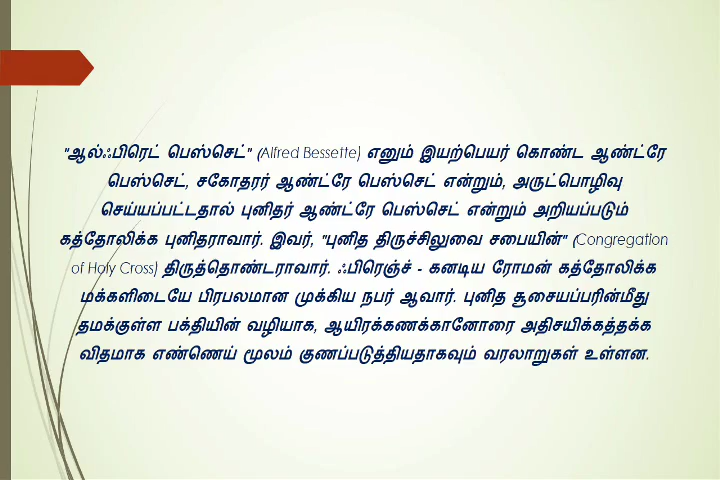 "ஆல்ஃபிரெட் பெஸ்செட்" (Alfred Bessette) எனும் இயற்பெயர் கொண்ட ஆண்ட்ரே
பெஸ்செட், சகோதரர் ஆண்ட்ரே பெஸ்செட் என்றும், அருட்பொழிவு
செய்யப்பட்டதால் புனிதர் ஆண்ட்ரே பெஸ்செட் என்றும் அறியப்படும்
கத்தோலிக்க புனிதராவார். இவர், "புனித திருச்சிலுவை சபையின்" (Congregation
of Holy Cross) திருத்தொண்டராவார். ஃபிரெஞ்ச் - கனடிய ரோமன் கத்தோலிக்க
மக்களிடையே பிரபலமான முக்கிய நபர் ஆவார். புனித சூசையப்பரின்மீது
தமக்குள்ள பக்தியின் வழியாக, ஆயிரக்கணக்கானோரை அதிசயிக்கத்தக்க
விதமாக எண்ணெய் மூலம் குணப்படுத்தியதாகவும் வரலாறுகள் உள்ளன.